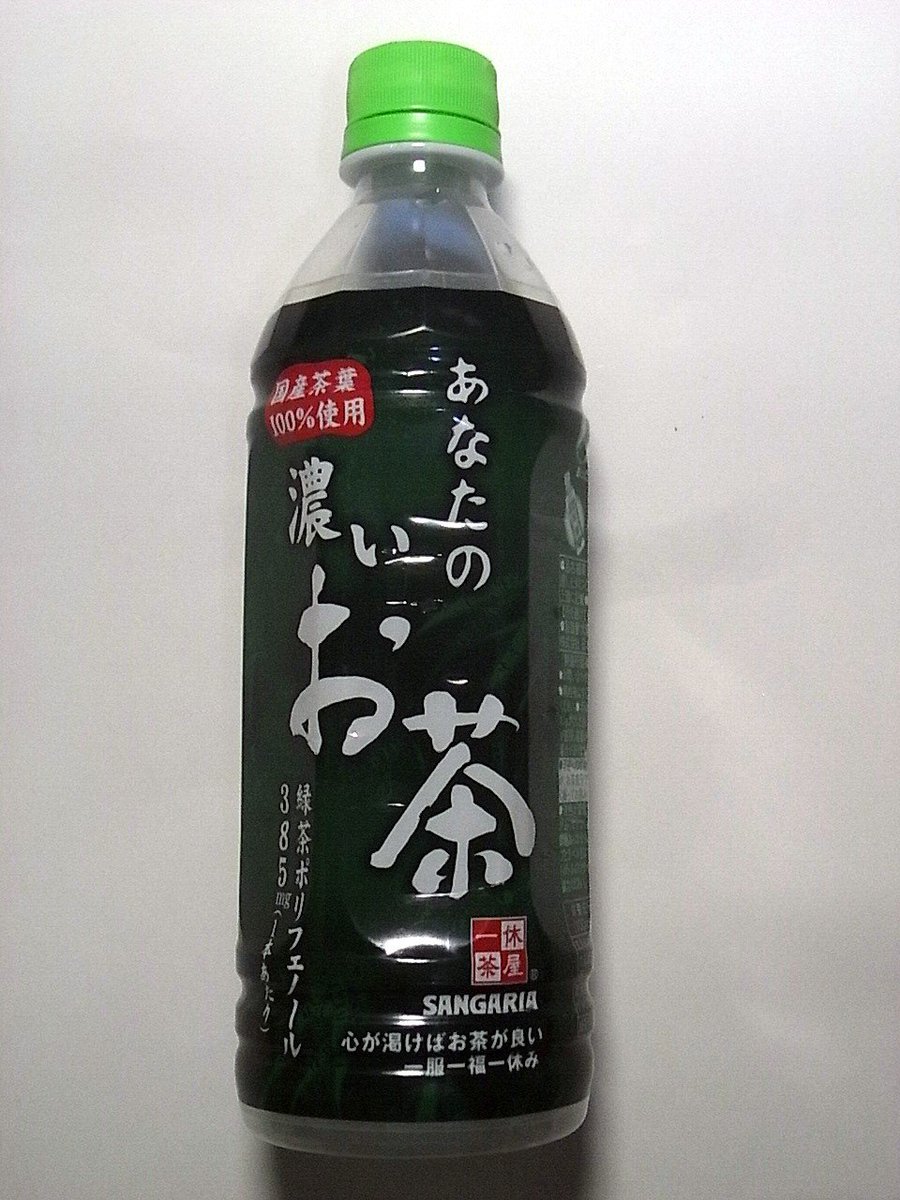 国産茶葉
100%使用
あなたの
濃い
お茶
緑茶ポリフェノール
385mg(1本あたり)
一休
茶屋
®
SANGARIA
心が渇けばお茶が良い
一服一福一休み